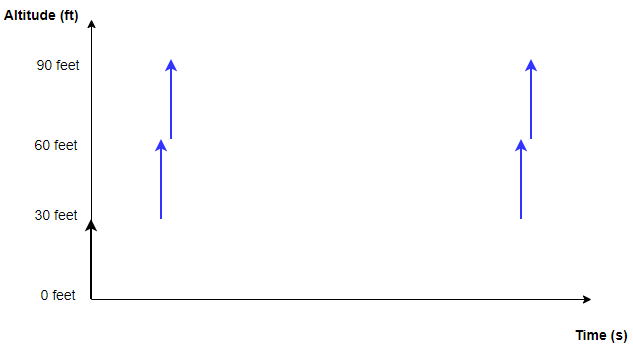 Altitude (ft)
90 feet
60 feet
30 feet
0 feet
Time (s)